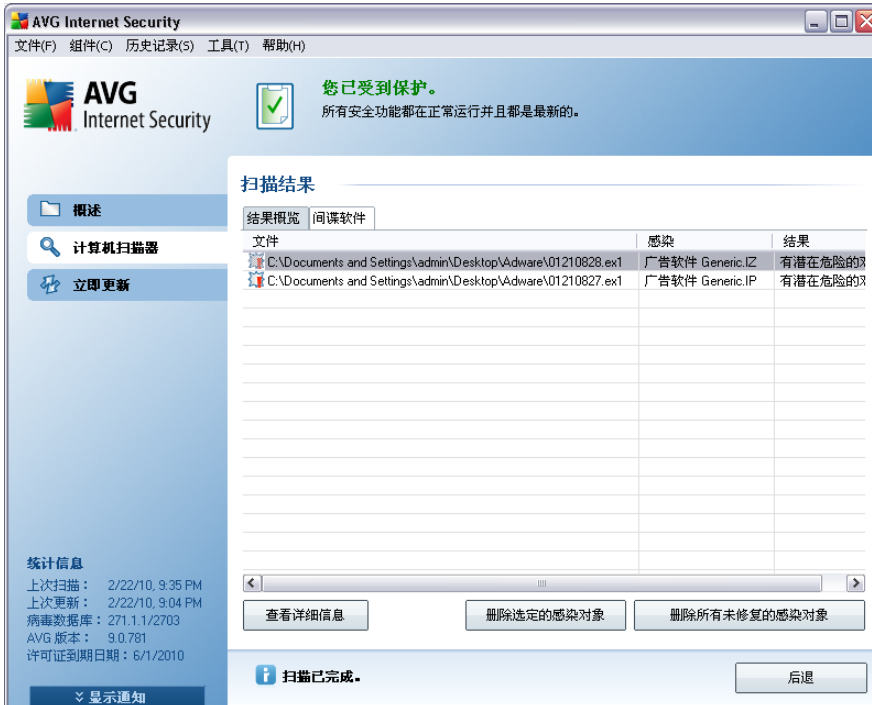 AVG Internet Security
文件(F) 组件(C) 历史记录(S) 工具(T) 帮助(H)
AVG
Internet Security
您已受到保护。
所有安全功能都在正常运行并且都是最新的。
概述
计算机扫描器
立即更新
扫描结果
结果概览 间谍软件
文件 感染 结果
C:\Documents and Settings\admin\Desktop\Adware\01210828.ex1 广告软件 Generic.IZ 有潜在危险的
C:\Documents and Settings\admin\Desktop\Adware\01210827.ex1 广告软件 Generic.IP 有潜在危险的
查看详细信息 删除选定的感染对象 删除所有未修复的感染对象
统计信息
上次扫描： 2/22/10, 9:35 PM
上次更新： 2/22/10, 9:04 PM
病毒数据库：271.1.1/2703
AVG 版本： 9.0.781
许可证到期日期：6/1/2010
显示通知
扫描已完成。
后退